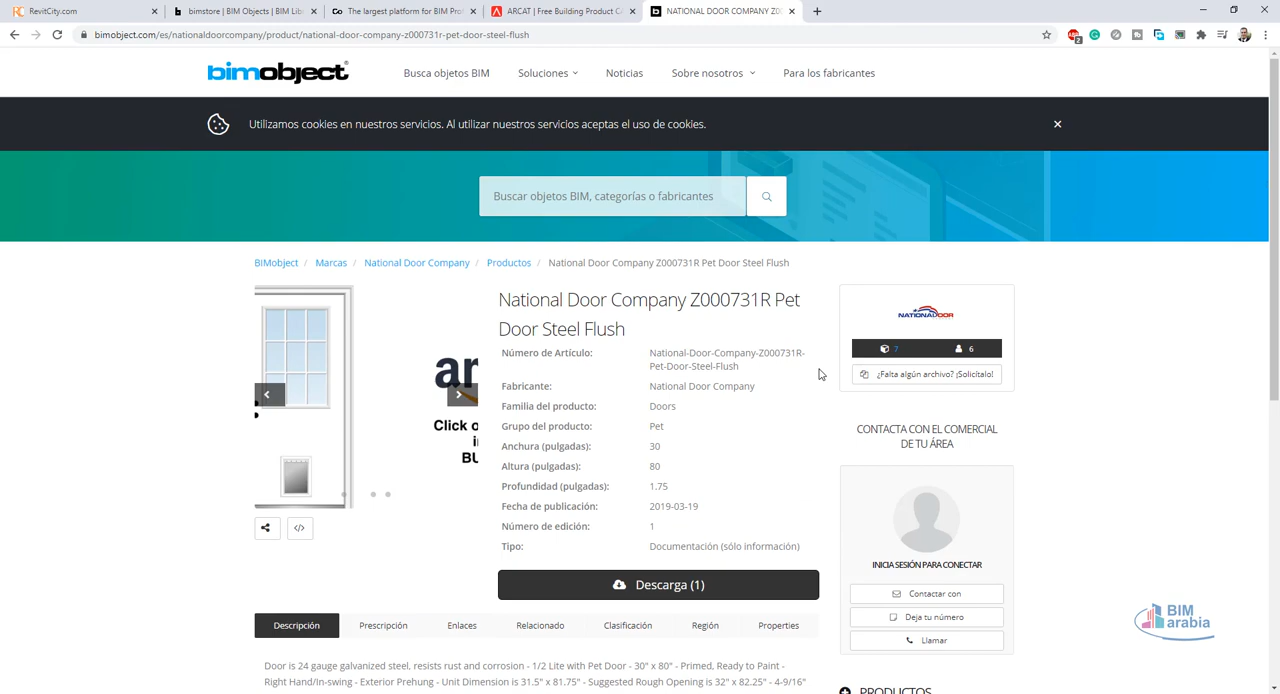 RevitCity.com
bimstore | BIM Objects | BIM Libr
The largest platform for BIM Prof
ARCAT | Free Building Product CA
NATIONAL DOOR COMPANY Z00
bimobject.com/es/nationaldoorcompany/product/national-door-company-z000731r-pet-door-steel-flush
bimobject
Busca objetos BIM
Soluciones
Noticias
Sobre nosotros
Para los fabricantes
Utilizamos cookies en nuestros servicios. Al utilizar nuestros servicios aceptas el uso de cookies.
Buscar objetos BIM, categorías o fabricantes
BIMobject / Marcas / National Door Company / Productos / National Door Company Z000731R Pet Door Steel Flush
ar
Click o
i
BU
National Door Company Z000731R Pet
Door Steel Flush
Número de Artículo: National-Door-Company-Z000731R-
Pet-Door-Steel-Flush
Fabricante: National Door Company
Familia del producto: Doors
Grupo del producto: Pet
Anchura (pulgadas): 30
Altura (pulgadas): 80
Profundidad (pulgadas): 1.75
Fecha de publicación: 2019-03-19
Número de edición: 1
Tipo: Documentación (sólo información)
Descarga (1)
Descripción
Prescripción
Enlaces
Relacionado
Clasificación
Región
Properties
Door is 24 gauge galvanized steel, resists rust and corrosion - 1/2 Lite with Pet Door - 30" x 80" - Primed, Ready to Paint -
Right Hand/In-swing - Exterior Prehung - Unit Dimension is 31.5" x 81.75" - Suggested Rough Opening is 32" x 82.25" - 4-9/16"
NATIONALDOOR
7 6
¿Falta algún archivo? ¡Solicítalo!
CONTACTA CON EL COMERCIAL
DE TU ÁREA
INICIA SESIÓN PARA CONECTAR
Contactar con
Deja tu número
Llamar
PRODUCTOS
BIM
arabia